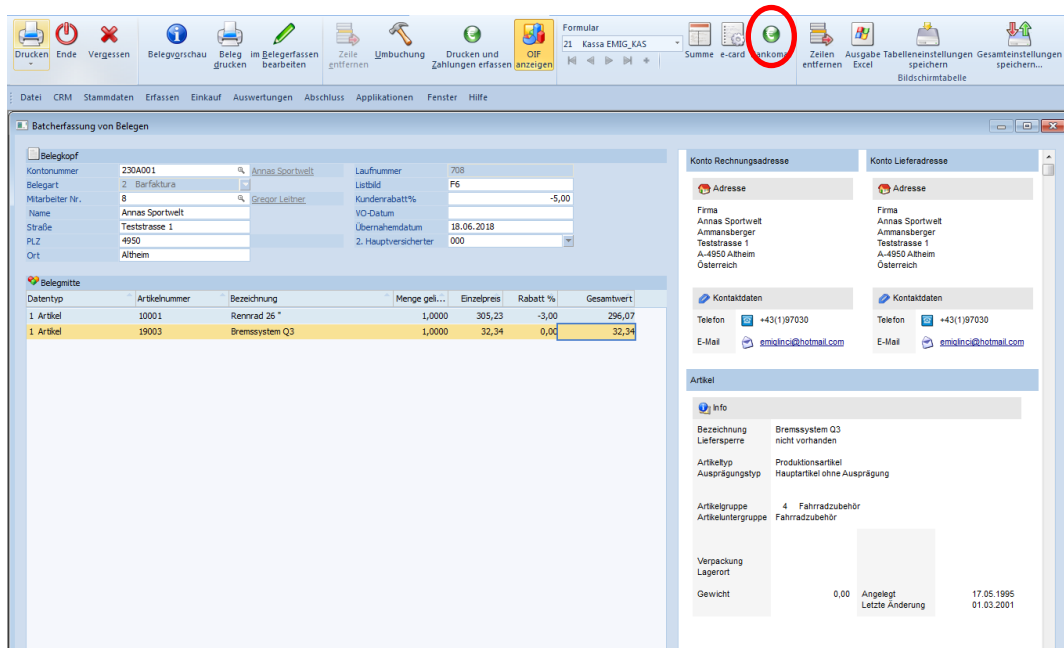 Formular
21 Kassa EMIG_KAS
Drucken Ende Vergessen Belegvorschau Beleg drucken im Belegerfassen bearbeiten Zeile entfernen Umbuchung Drucken und Zahlungen erfassen OIF anzeigen Summe e-card ankoma Zeilen entfernen Ausgabe Excel Tabelleneinstellungen speichern Gesamteinstellungen speichern...
Bildschirmtabelle
Datei CRM Stammdaten Erfassen Einkauf Auswertungen Abschluss Applikationen Fenster Hilfe
Batcherfassung von Belegen
Belegkopf
Kontonummer 230A001 Annas Sportwelt Laufnummer 708
Belegart 2 Barfaktura Listbild F6
Mitarbeiter Nr. 8 Gregor Leitner Kundenrabatt% -5,00
Name Annas Sportwelt VO-Datum
Straße Teststrasse 1 Übernahmedatum 18.06.2018
PLZ 4950 2. Hauptversicherter 000
Ort Altheim
Belegmitte
Datentyp Artikelnummer Bezeichnung Menge geli... Einzelpreis Rabatt % Gesamtwert
1 Artikel 10001 Rennrad 26 " 1,0000 305,23 -3,00 296,07
1 Artikel 19003 Bremssystem Q3 1,0000 32,34 0,00 32,34
Konto Rechnungsadresse Konto Lieferadresse
Adresse Adresse
Firma Firma
Annas Sportwelt Annas Sportwelt
Ammansberger Ammansberger
Teststrasse 1 Teststrasse 1
A-4950 Altheim A-4950 Altheim
Österreich Österreich
Kontaktdaten Kontaktdaten
Telefon +43(1)97030 Telefon +43(1)97030
E-Mail emiglinci@hotmail.com E-Mail emiglinci@hotmail.com
Artikel
Info
Bezeichnung Bremssystem Q3
Liefersperre nicht vorhanden
Artikeltyp Produktionsartikel
Ausprägungstyp Hauptartikel ohne Ausprägung
Artikelgruppe 4 Fahrradzubehör
Artikeluntergruppe Fahrradzubehör
Verpackung
Lagerort
Gewicht 0,00 Angelegt 17.05.1995
Letzte Änderung 01.03.2001